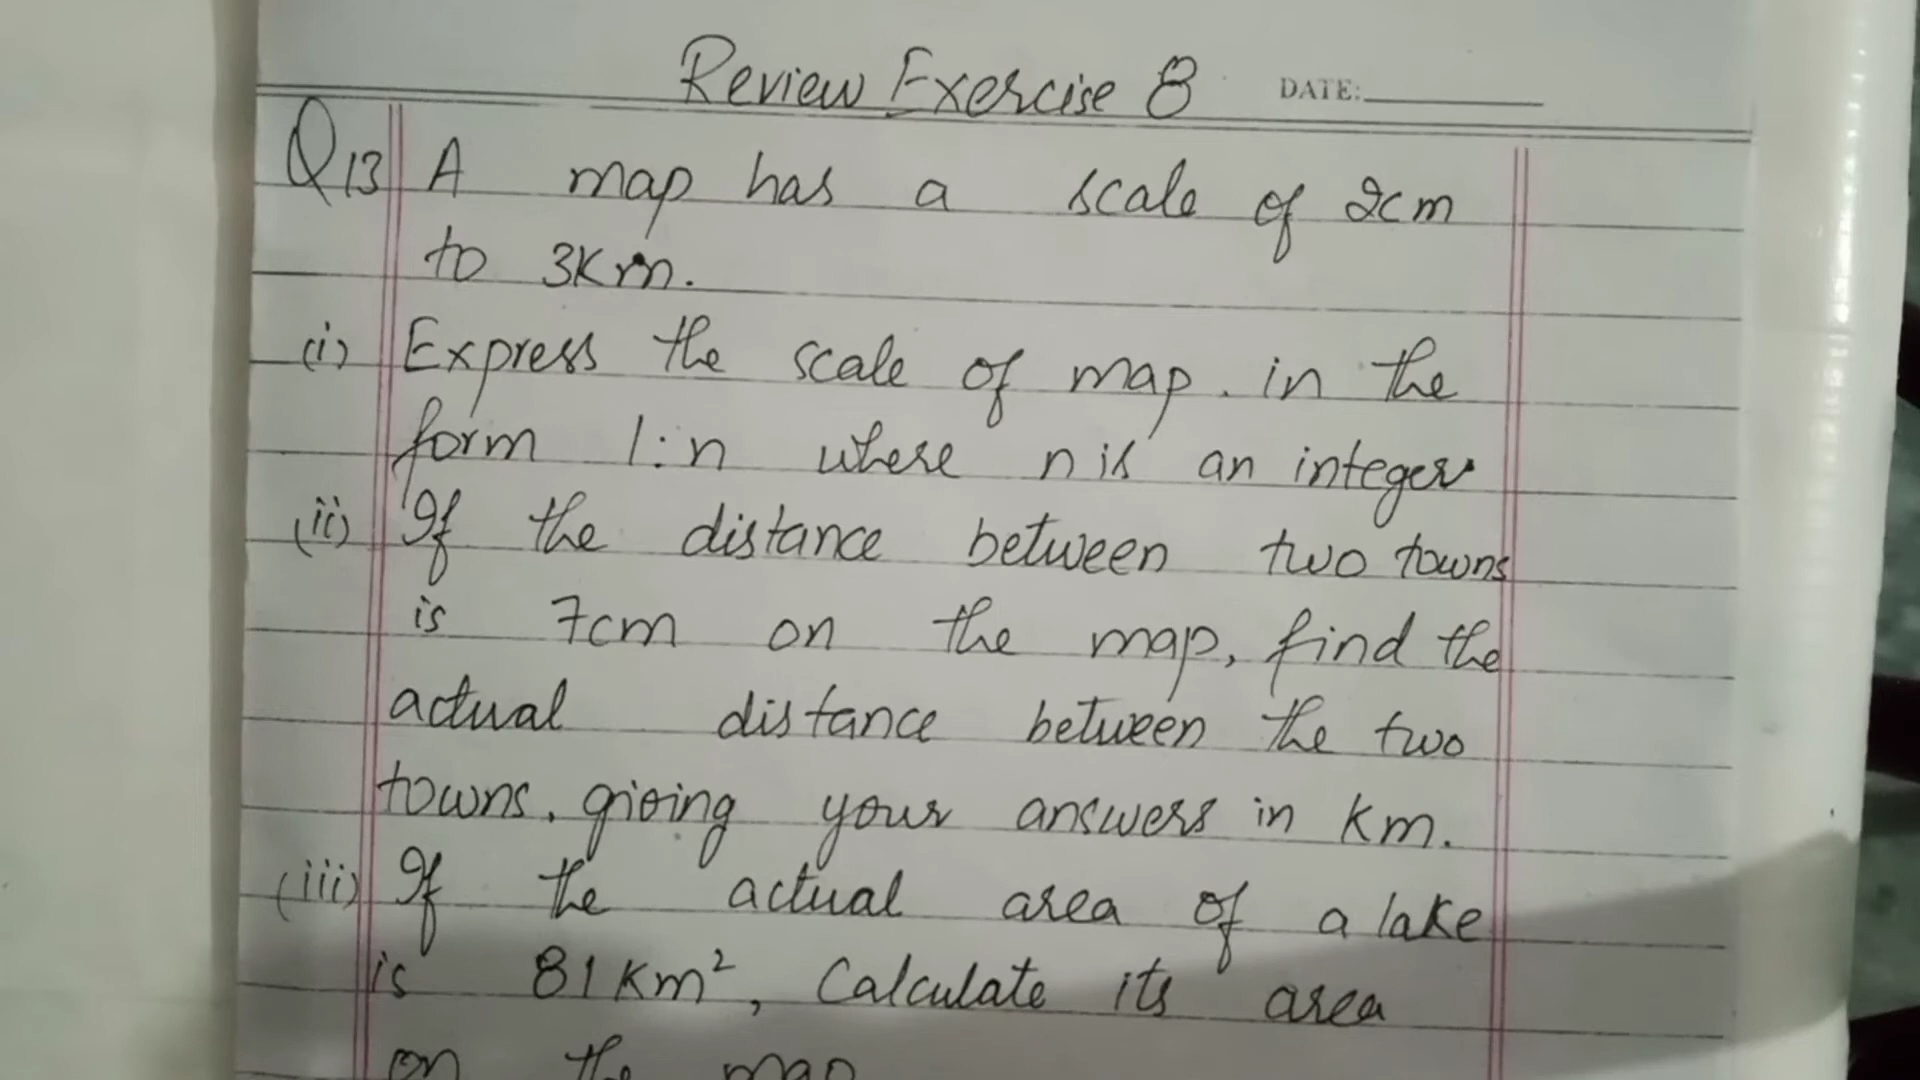 Review Exercise 8 DATE:
Q13 A map has a scale of 2cm
to 3Km.
(i) Express the scale of map. in the
form 1:n where n is an integer
(ii) If the distance between two towns
is 7cm on the map, find the
actual distance between the two
towns. giving your answers in km.
(iii) If the actual area of a lake
is 81 Km², Calculate its area
on the map